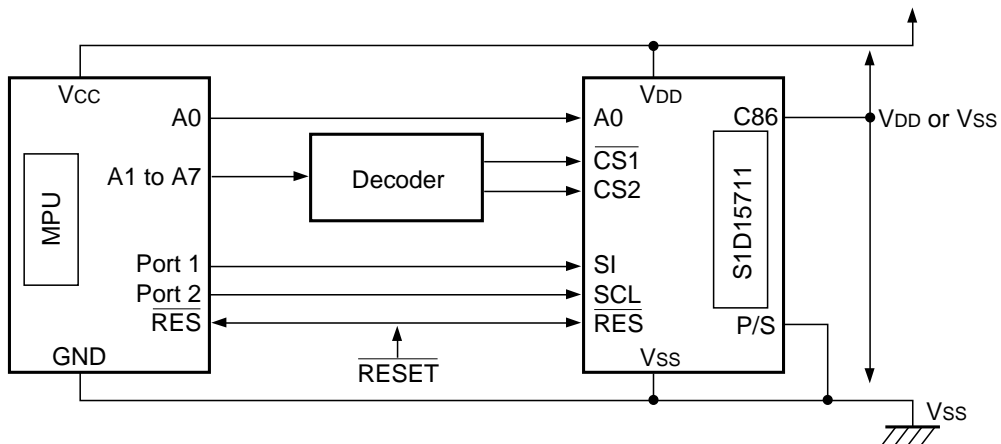 VCC
VDD
A0
A0
C86
VDD or VSS
CS1
A1 to A7
Decoder
CS2
MPU
S1D15711
Port 1
SI
Port 2
SCL
RES
RES
P/S
GND
RESET
VSS
VSS